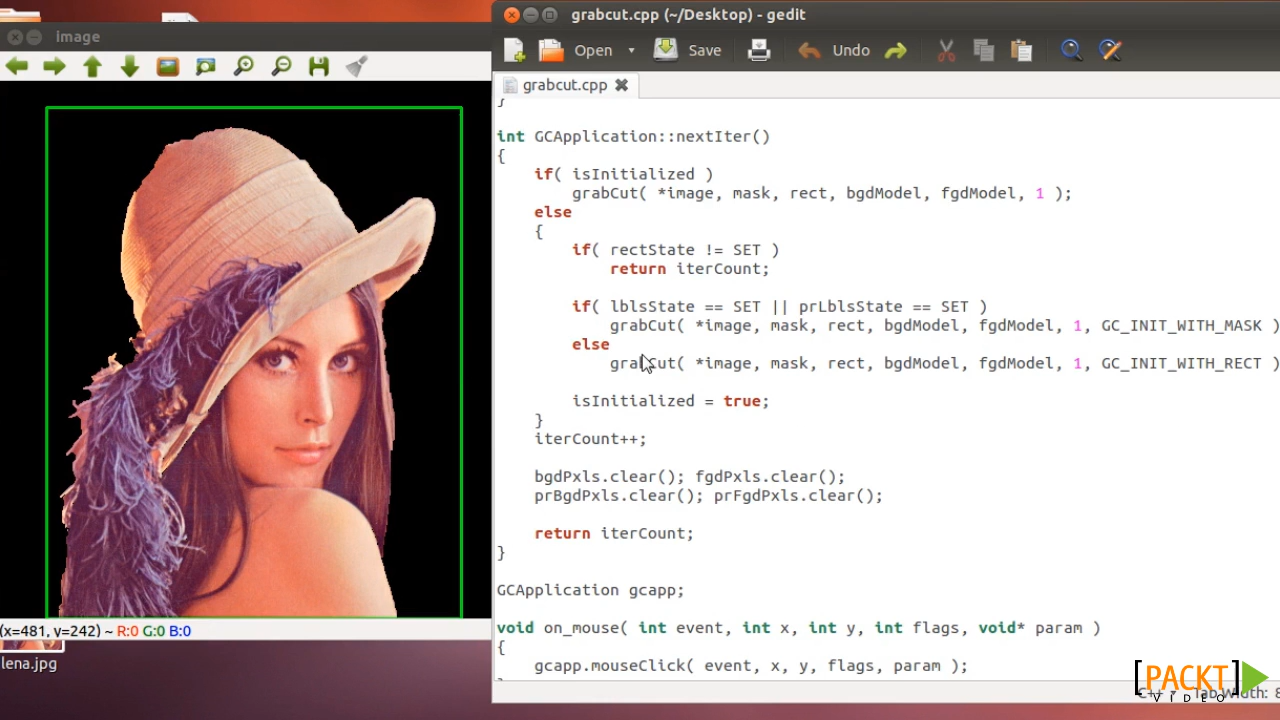 image
(x=481, y=242) ~ R:0 G:0 B:0
lena.jpg
grabcut.cpp (~/Desktop) - gedit
Open Save Undo
grabcut.cpp
}
int GCApplication::nextIter()
{
if( isInitialized )
grabCut( *image, mask, rect, bgdModel, fgdModel, 1 );
else
{
if( rectState != SET )
return iterCount;
if( lblsState == SET || prLblsState == SET )
grabCut( *image, mask, rect, bgdModel, fgdModel, 1, GC_INIT_WITH_MASK )
else
grabCut( *image, mask, rect, bgdModel, fgdModel, 1, GC_INIT_WITH_RECT )
isInitialized = true;
}
iterCount++;
bgdPxls.clear(); fgdPxls.clear();
prBgdPxls.clear(); prFgdPxls.clear();
return iterCount;
}
GCApplication gcapp;
void on_mouse( int event, int x, int y, int flags, void* param )
{
gcapp.mouseClick( event, x, y, flags, param );
C++ Tab Width: 8
[PACKT]
VIDEO